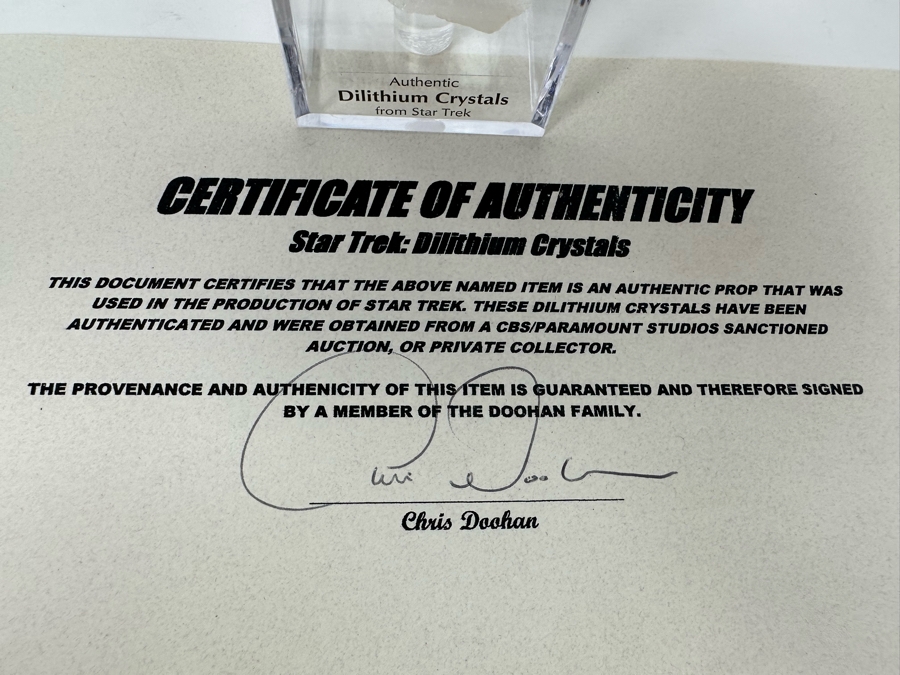 Authentic
Dilithium Crystals
from Star Trek
CERTIFICATE OF AUTHENTICITY
Star Trek: Dilithium Crystals
THIS DOCUMENT CERTIFIES THAT THE ABOVE NAMED ITEM IS AN AUTHENTIC PROP THAT WAS
USED IN THE PRODUCTION OF STAR TREK. THESE DILITHIUM CRYSTALS HAVE BEEN
AUTHENTICATED AND WERE OBTAINED FROM A CBS/PARAMOUNT STUDIOS SANCTIONED
AUCTION, OR PRIVATE COLLECTOR.
THE PROVENANCE AND AUTHENICITY OF THIS ITEM IS GUARANTEED AND THEREFORE SIGNED
BY A MEMBER OF THE DOOHAN FAMILY.
Chris Doohan
Chris Doohan